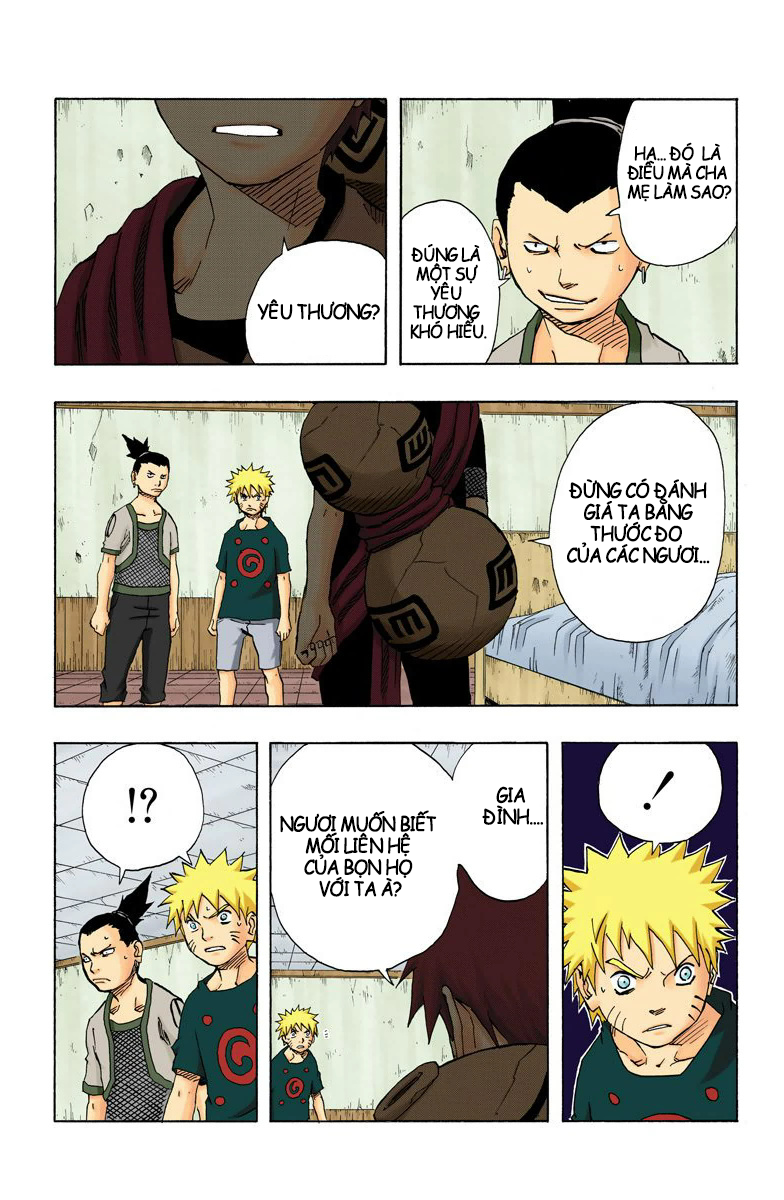 HA... ĐÓ LÀ
ĐIỀU MÀ CHA
MẸ LÀM SAO?
ĐÚNG LÀ
MỘT SỰ
YÊU
THƯƠNG
KHÓ HIỂU.
YÊU THƯƠNG?
ĐỪNG CÓ ĐÁNH
GIÁ TA BẰNG
THƯỚC ĐO
CỦA CÁC NGƯƠI...
!
GIA
ĐÌNH....
NGƯƠI MUỐN BIẾT
MỐI LIÊN HỆ
CỦA BỌN HỌ
VỚI TA À?
!?